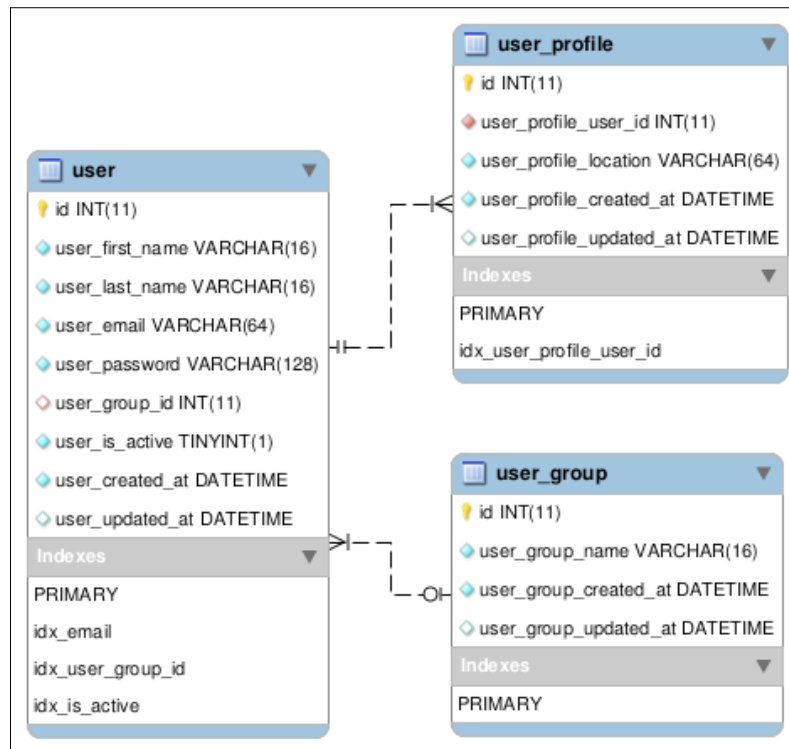 user
id INT(11)
user_first_name VARCHAR(16)
user_last_name VARCHAR(16)
user_email VARCHAR(64)
user_password VARCHAR(128)
user_group_id INT(11)
user_is_active TINYINT(1)
user_created_at DATETIME
user_updated_at DATETIME
Indexes
PRIMARY
idx_email
idx_user_group_id
idx_is_active
user_profile
id INT(11)
user_profile_user_id INT(11)
user_profile_location VARCHAR(64)
user_profile_created_at DATETIME
user_profile_updated_at DATETIME
Indexes
PRIMARY
idx_user_profile_user_id
user_group
id INT(11)
user_group_name VARCHAR(16)
user_group_created_at DATETIME
user_group_updated_at DATETIME
Indexes
PRIMARY